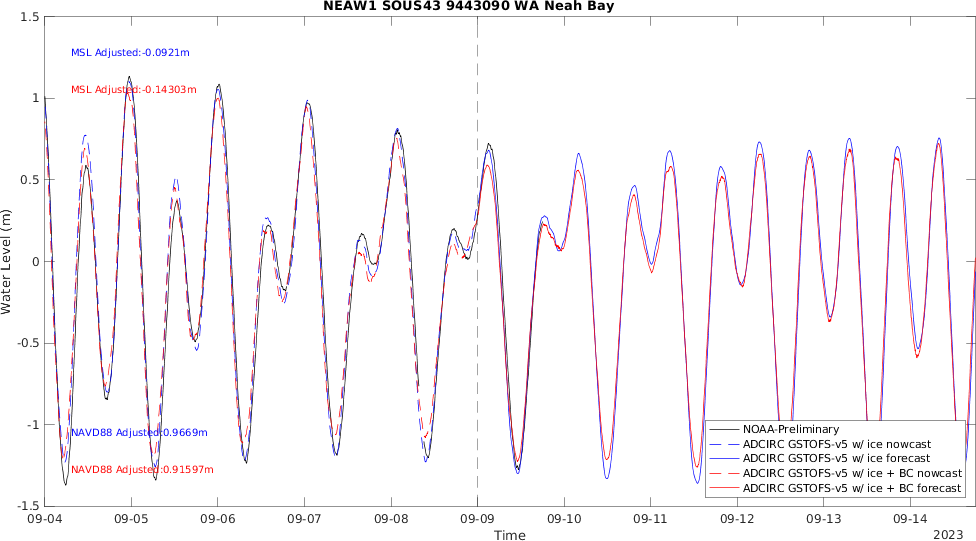 NEAW1 SOUS43 9443090 WA Neah Bay
1.5
1
0.5
0
-0.5
-1
-1.5
Water Level (m)
MSL Adjusted:-0.0921m
MSL Adjusted:-0.14303m
NAVD88 Adjusted:0.9669m
NAVD88 Adjusted:0.91597m
NOAA-Preliminary
ADCIRC GSTOFS-v5 w/ ice nowcast
ADCIRC GSTOFS-v5 w/ ice forecast
ADCIRC GSTOFS-v5 w/ ice + BC nowcast
ADCIRC GSTOFS-v5 w/ ice + BC forecast
09-04 09-05 09-06 09-07 09-08 09-09 09-10 09-11 09-12 09-13 09-14
Time
2023